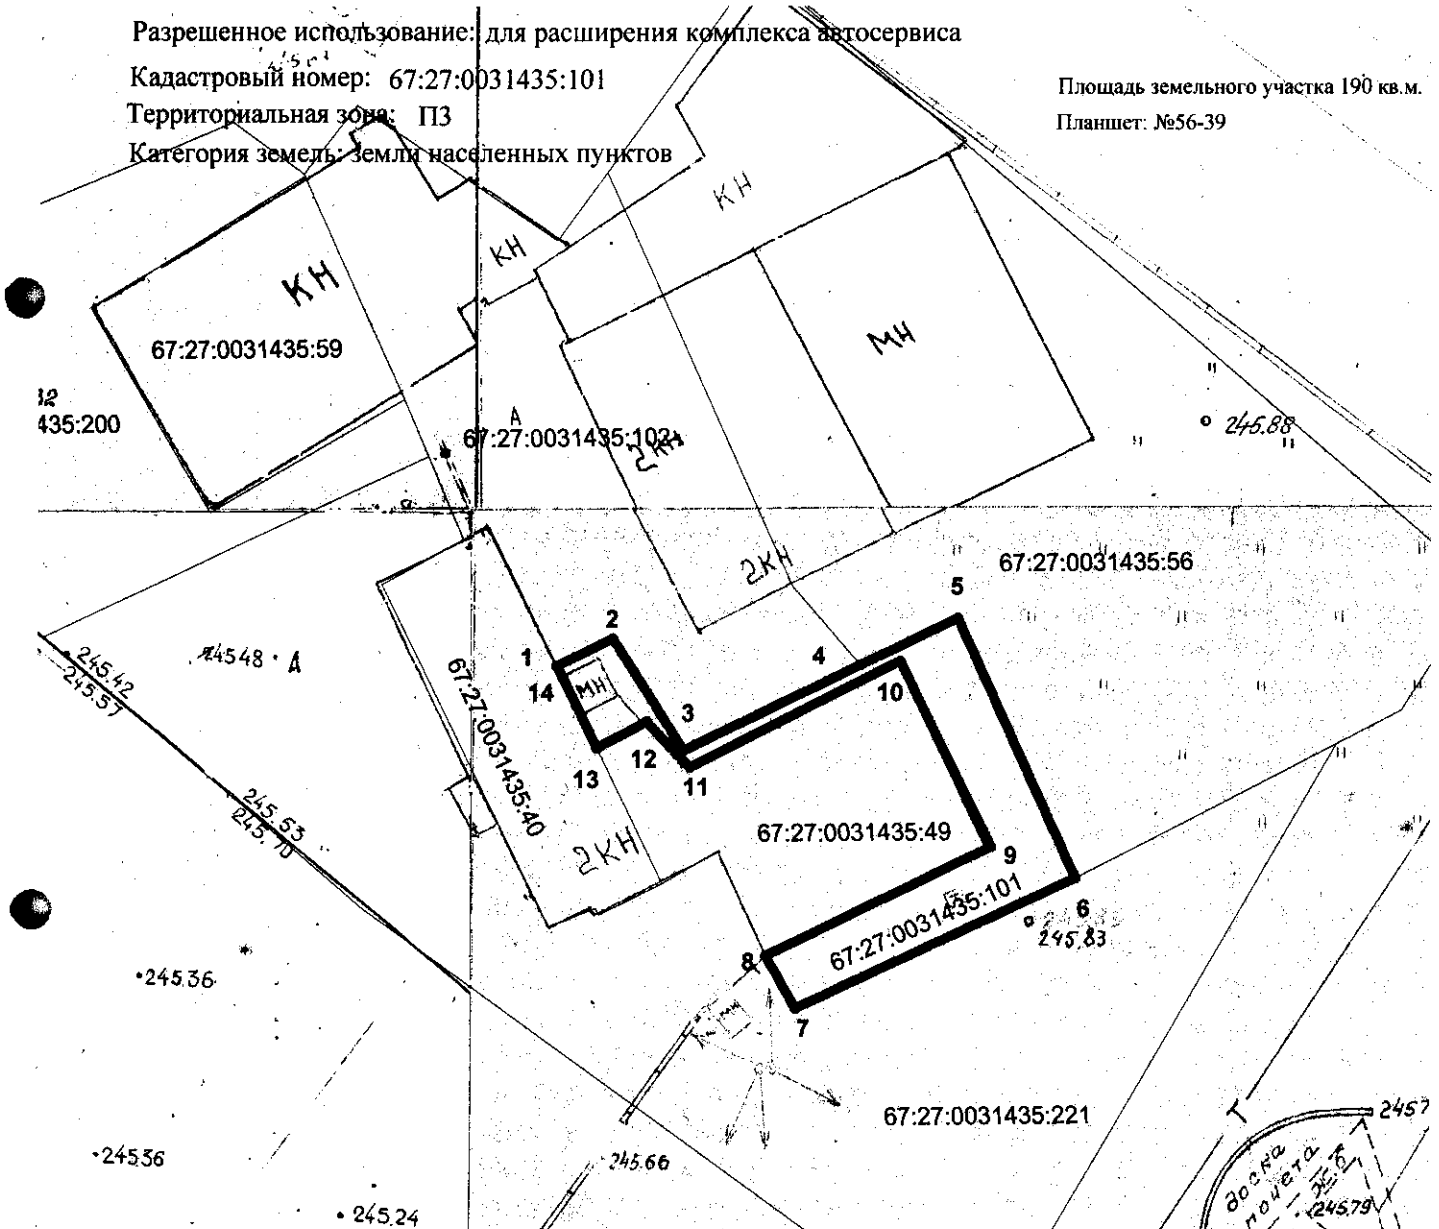 Разрешенное использование: для расширения комплекса автосервиса
Кадастровый номер: 67:27:0031435:101
Площадь земельного участка 190 кв.м.
Территориальная зона: П3
Планшет: №56-39
Категория земель: земли населенных пунктов
КН
КН
КН
МН
67:27:0031435:59
435:200
А
67:27:0031435:102
2КН
245.88
2КН
67:27:0031435:56
5
2
1
4
14
МН
10
3
12
13
11
А
245.42
245.57
67:27:0031435:40
245.53
245.70
2КН
67:27:0031435:49
9
6
67:27:0031435:101
245.83
8
7
245.36
67:27:0031435:221
245.36
245.66
245.24
доска
почета
245.79